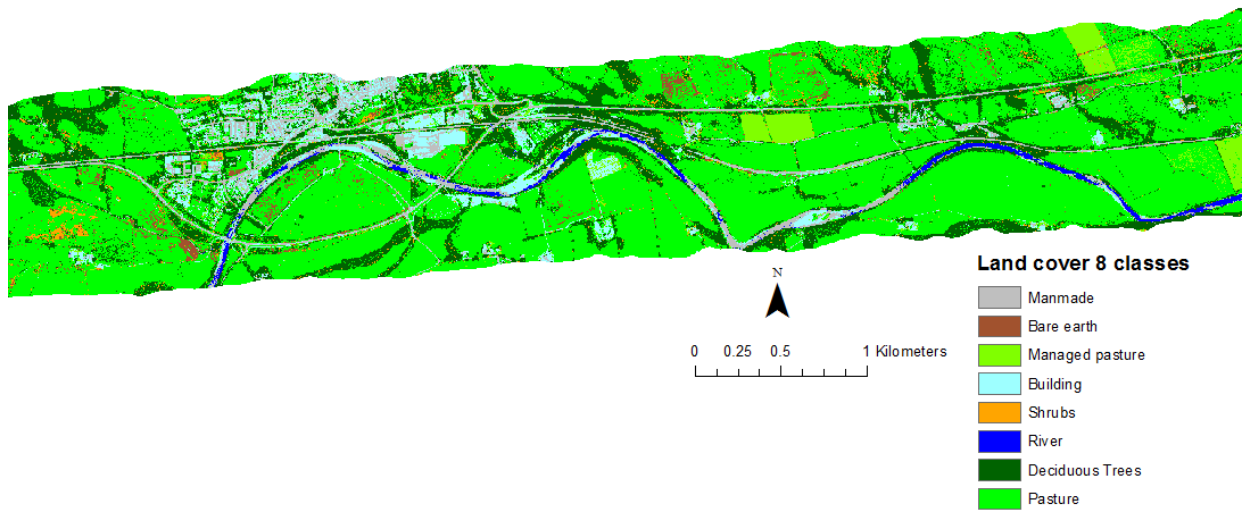 Land cover 8 classes
N
Manmade
Bare earth
0 0.25 0.5 1 Kilometers
Managed pasture
Building
Shrubs
River
Deciduous Trees
Pasture